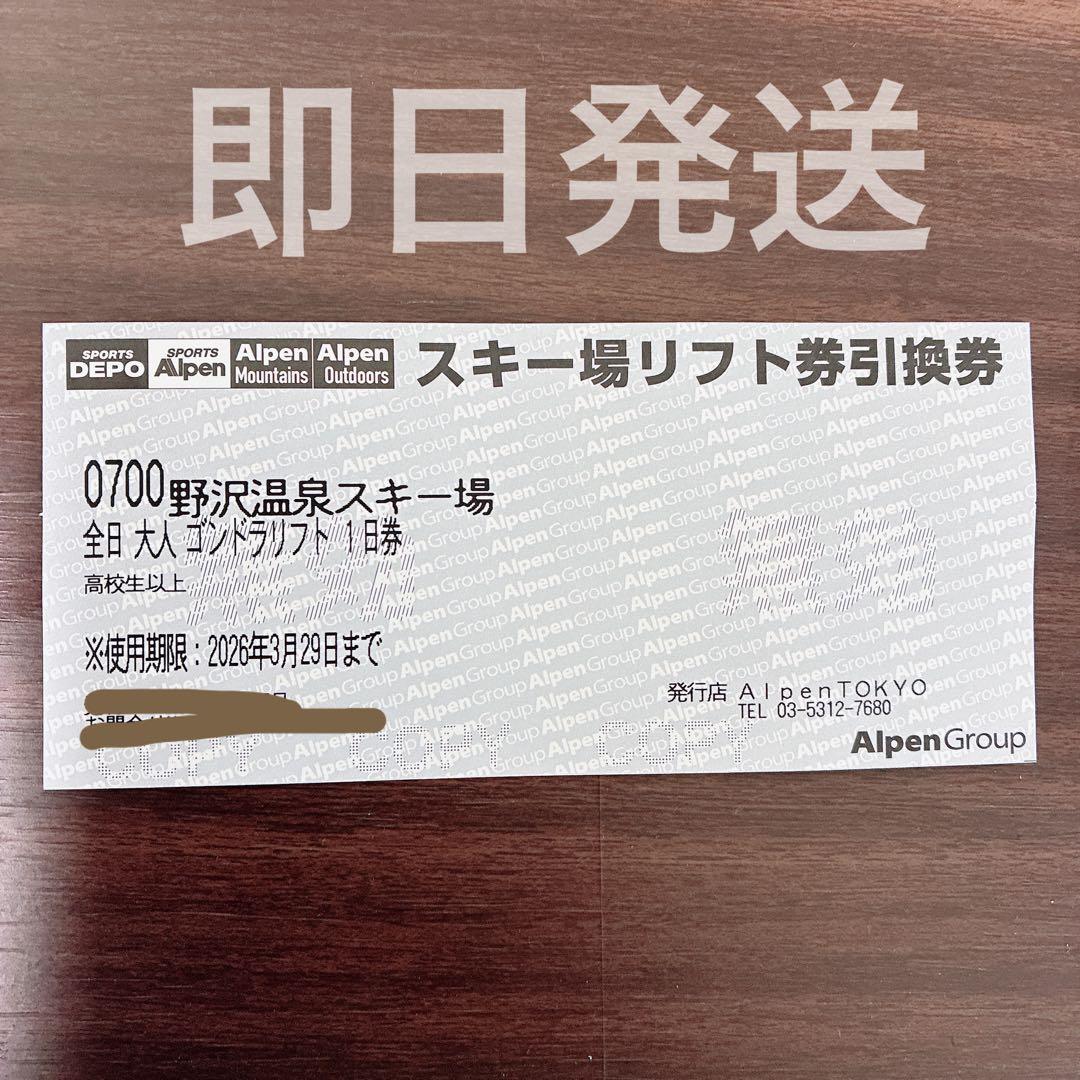 即日発送
SPORTS DEPO SPORTS Alpen Alpen Mountains Alpen Outdoors スキー場リフト券引換券
0700野沢温泉スキー場
全日 大人 ゴンドラリフト 1日券
高校生以上
※使用期限:2026年3月29日まで
発行店 AlpenTOKYO
TEL 03-5312-7680
COPY COPY COPY
AlpenGroup